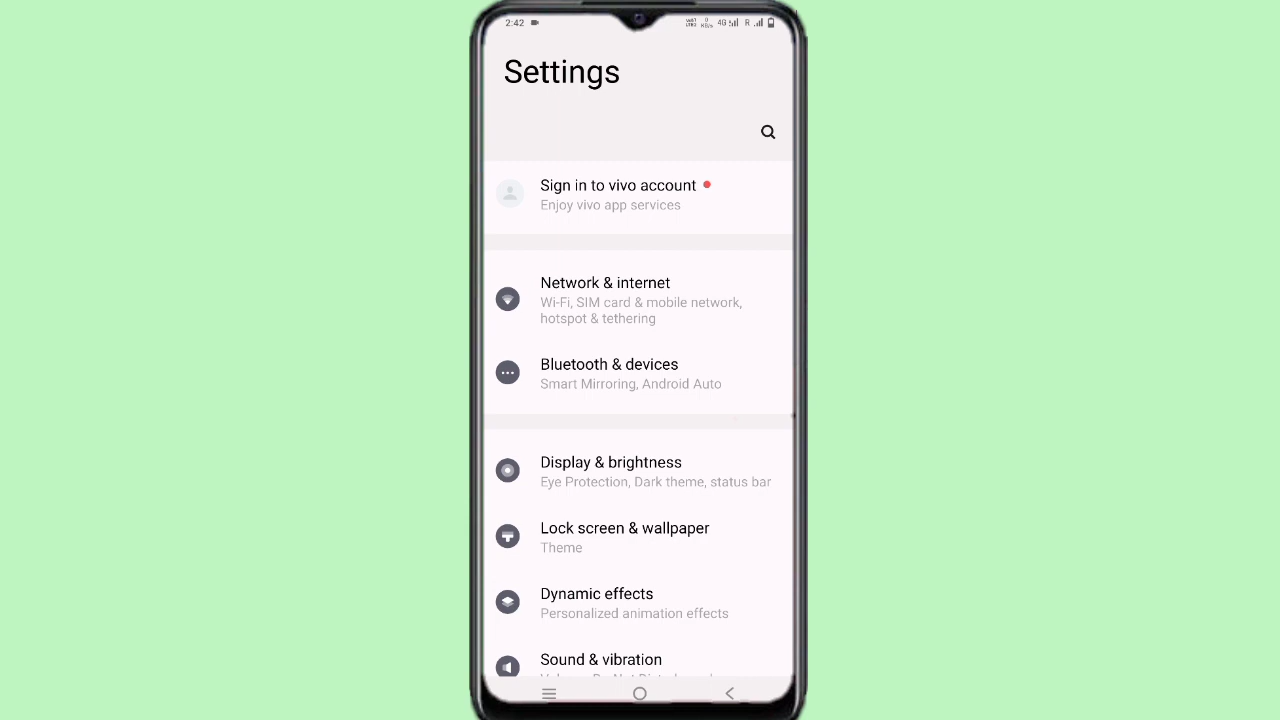 2:42
4G
R
Settings
Sign in to vivo account
Enjoy vivo app services
Network & internet
Wi-Fi, SIM card & mobile network,
hotspot & tethering
Bluetooth & devices
Smart Mirroring, Android Auto
Display & brightness
Eye Protection, Dark theme, status bar
Lock screen & wallpaper
Theme
Dynamic effects
Personalized animation effects
Sound & vibration